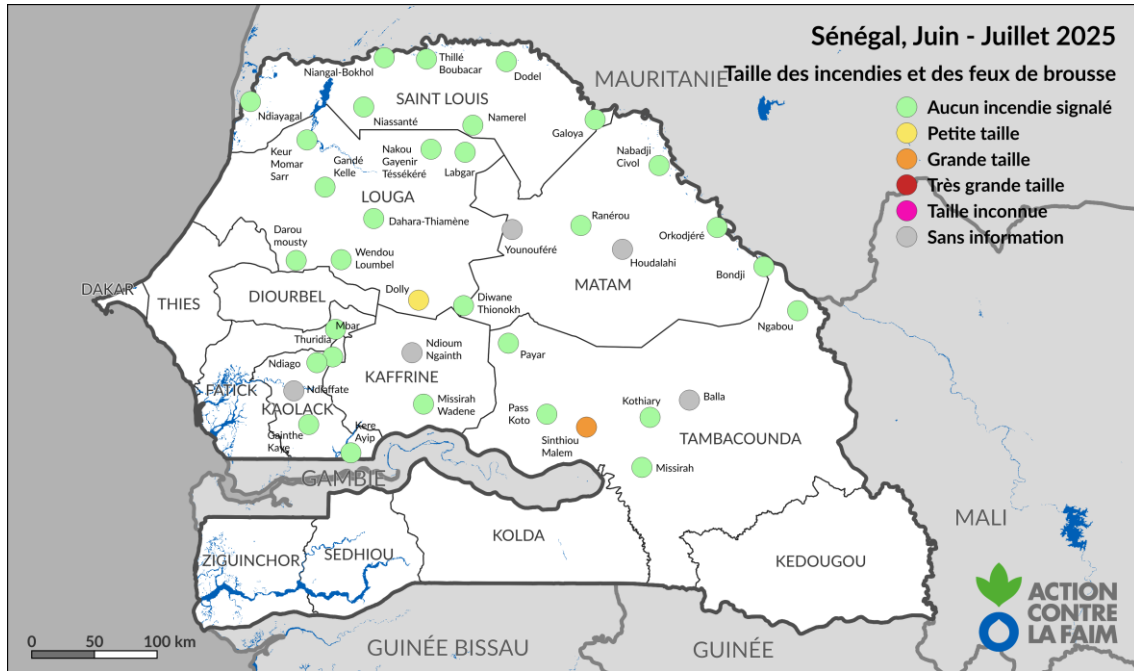 Sénégal, Juin - Juillet 2025
Taille des incendies et des feux de brousse
Aucun incendie signalé
Petite taille
Grande taille
Très grande taille
Taille inconnue
Sans information
MAURITANIE
Niangal-Bokhol
Thillé
Boubacar
Dodel
SAINT LOUIS
Ndiayagal
Niassanté
Namerel
Galoya
Keur
Momar
Sarr
Gandé
Kelle
Nakou
Gayenir
Téssékéré
Labgar
Nabadji
Civol
LOUGA
Dahara-Thiamène
Ranérou
Younouféré
Orkodjéré
Houdalahi
Darou
mousty
Wendou
Loumbel
Bondji
MATAM
DAKAR
THIES
DIOURBEL
Dolly
Diwane
Thionokh
Ngabou
Mbar
Thuridia
Ndiago
Ndioum
Ngainth
Payar
KAFFRINE
FATICK
Ndiaffate
KAOLACK
Missirah
Wadene
Pass
Koto
Kothiary
Balla
Gainthe
Kaye
Kere
Ayip
Sinthiou
Malem
TAMBACOUNDA
Missirah
GAMBIE
MALI
KOLDA
ZIGUINCHOR
SEDHIOU
KEDOUGOU
GUINÉE BISSAU
GUINÉE
0 50 100 km
ACTION
CONTRE
LA FAIM